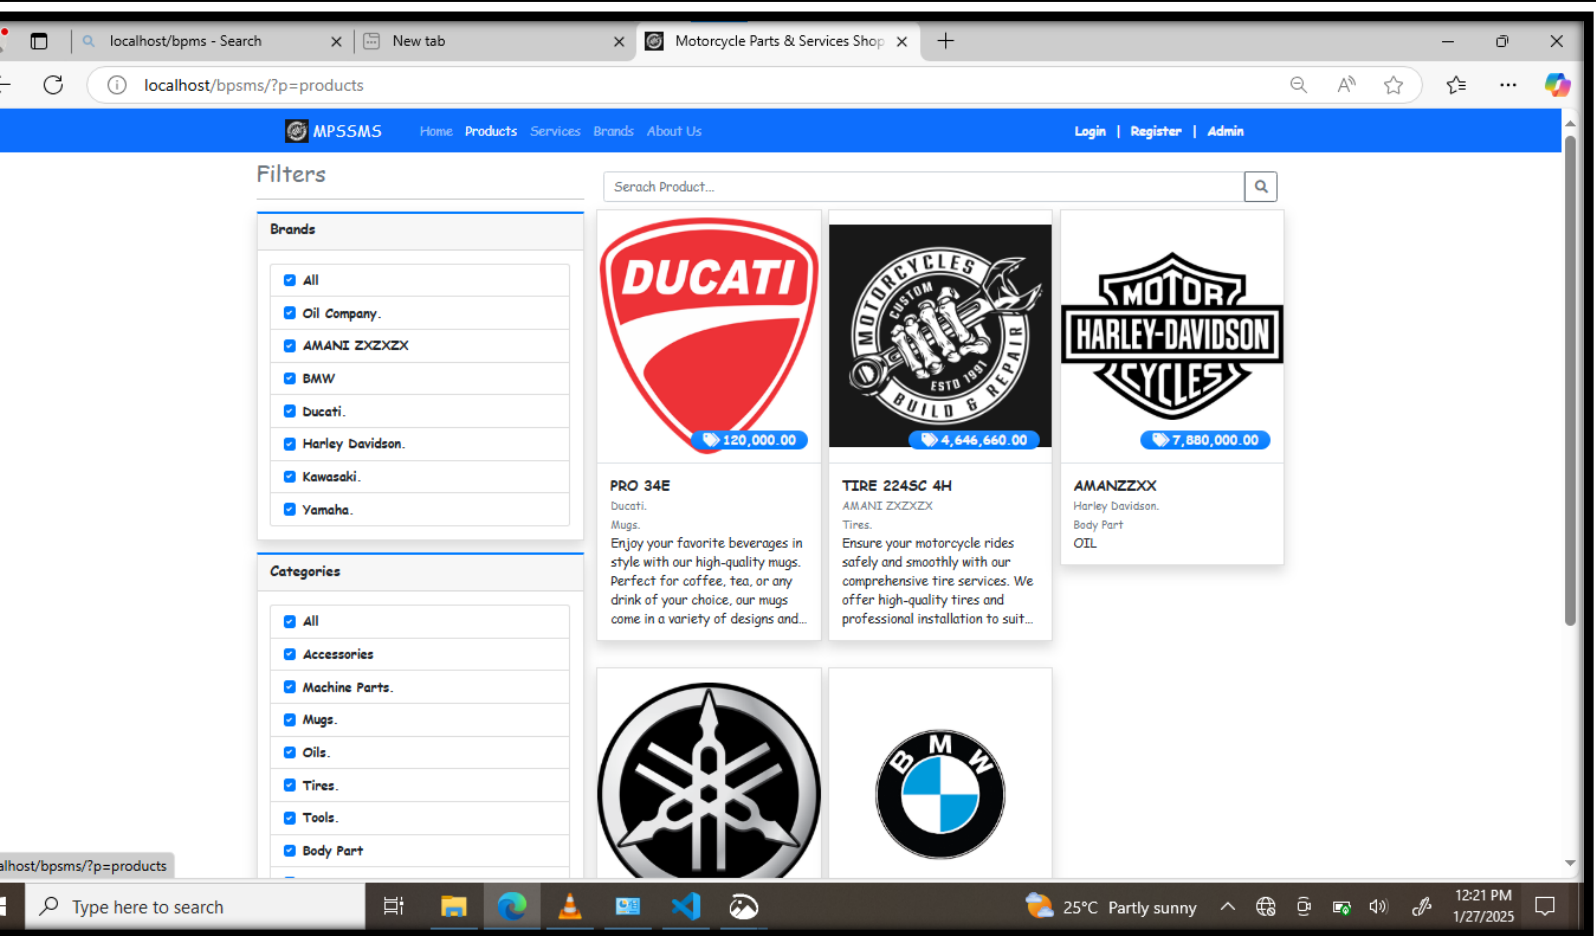 localhost/bpms - Search
New tab
Motorcycle Parts & Services Shop
localhost/bpsms/?p=products
MPSSMS
Home Products Services Brands About Us
Login | Register | Admin
Filters
Serach Product...
Brands
All
Oil Company.
AMANI ZXZXZX
BMW
Ducati.
Harley Davidson.
Kawasaki.
Yamaha.
Categories
All
Accessories
Machine Parts.
Mugs.
Oils.
Tires.
Tools.
Body Part
DUCATI
120,000.00
PRO 34E
Ducati.
Mugs.
Enjoy your favorite beverages in
style with our high-quality mugs.
Perfect for coffee, tea, or any
drink of your choice, our mugs
come in a variety of designs and...
MOTORCYCLES
CUSTOM
ESTD 1991
BUILD & REPAIR
4,646,660.00
TIRE 224SC 4H
AMANI ZXZXZX
Tires.
Ensure your motorcycle rides
safely and smoothly with our
comprehensive tire services. We
offer high-quality tires and
professional installation to suit...
MOTOR
HARLEY-DAVIDSON
CYCLES
7,880,000.00
AMANZZXX
Harley Davidson.
Body Part
OIL
BMW
alhost/bpsms/?p=products
Type here to search
25°C Partly sunny
12:21 PM
1/27/2025